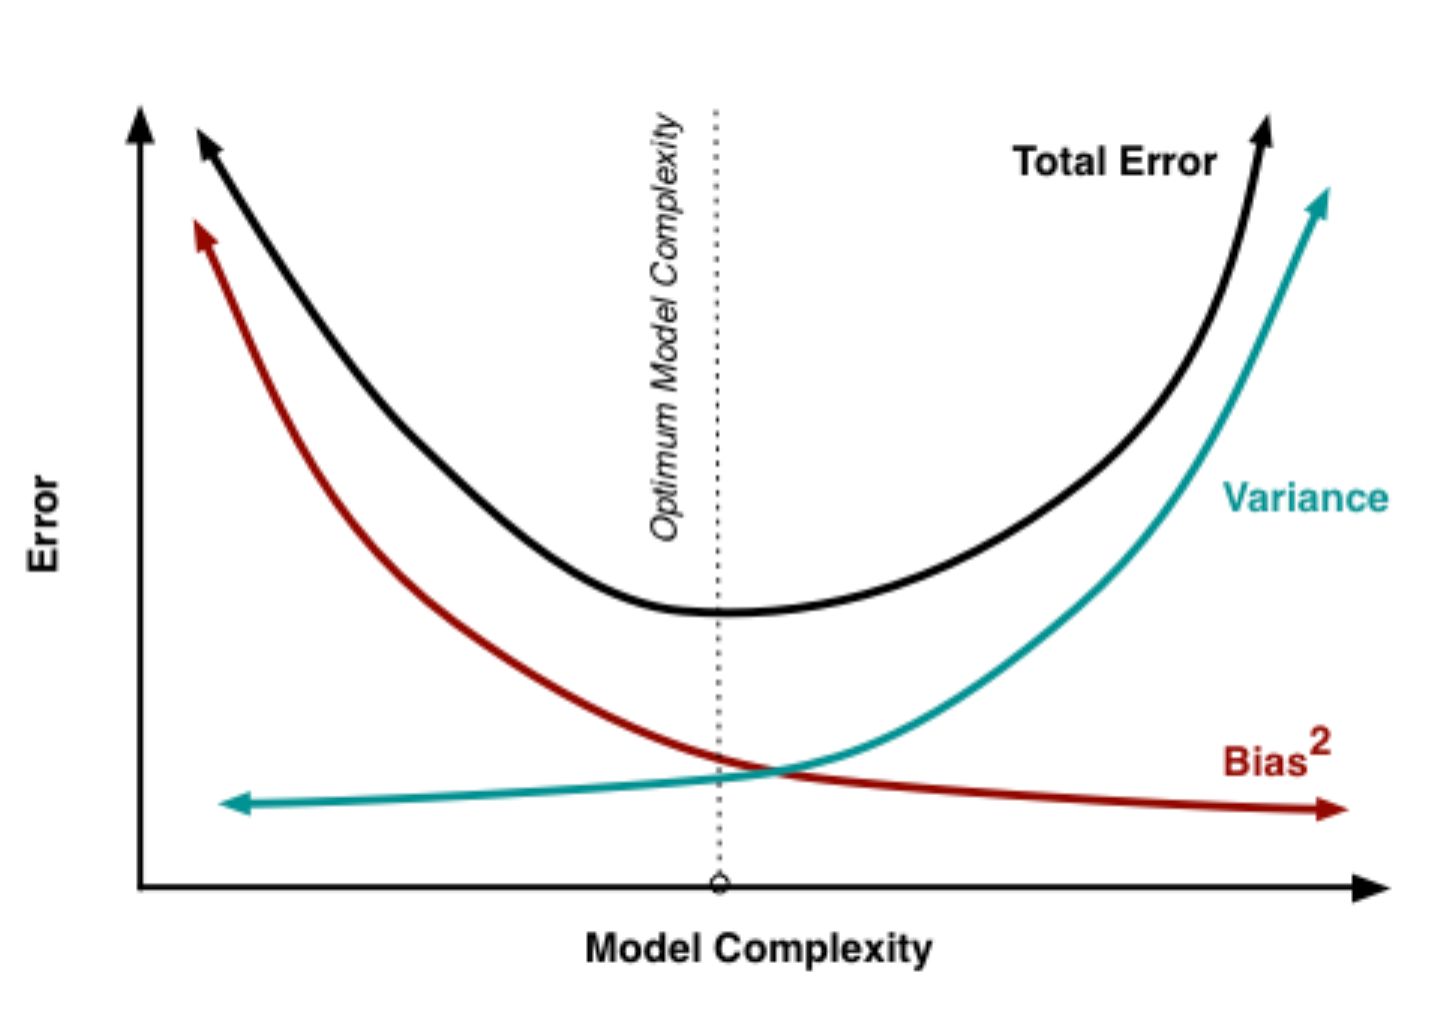 Optimum Model Complexity
Total Error
Variance
Error
Bias²
Model Complexity